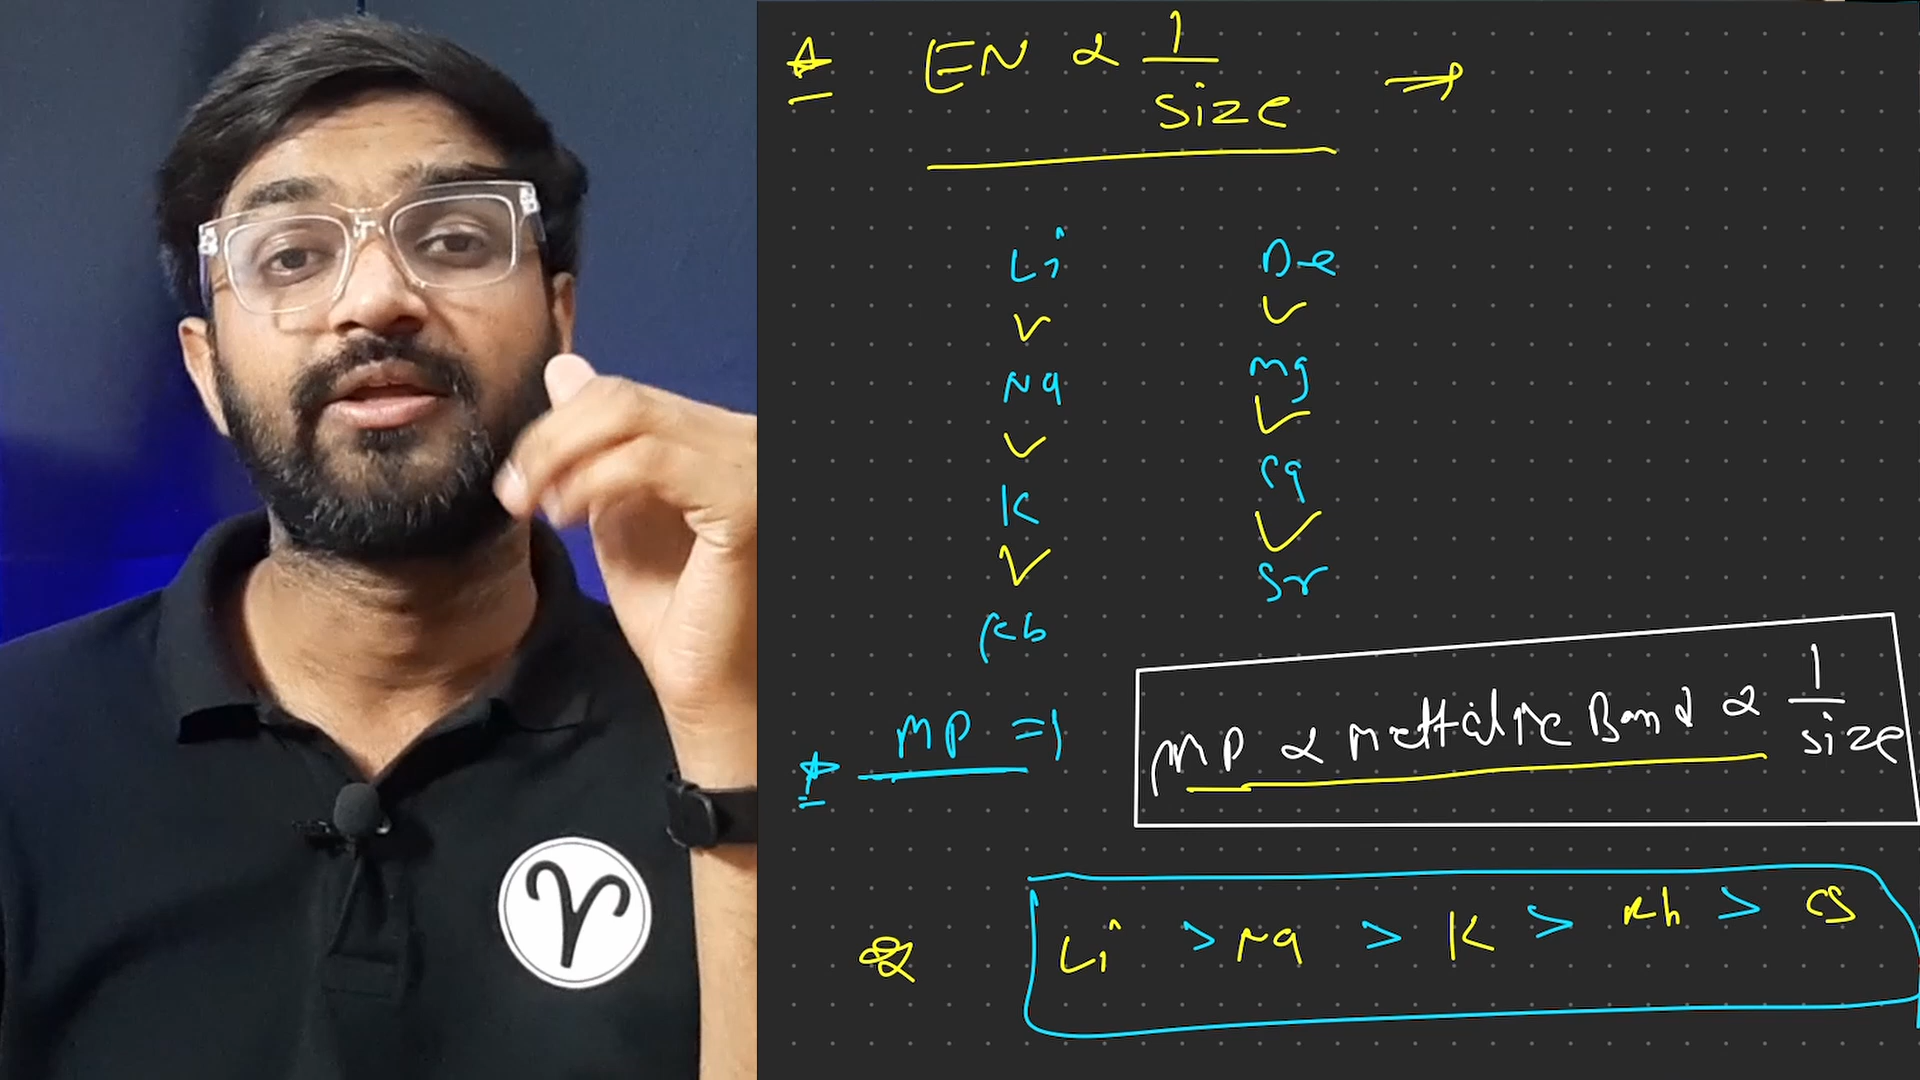 EN ∝ 1/size ⇒
Li Be
Na Mg
K Ca
Rb Sr
MP =)
MP ∝ Mettalic Bond ∝ 1/size
Li > Na > K > Rb > Cs